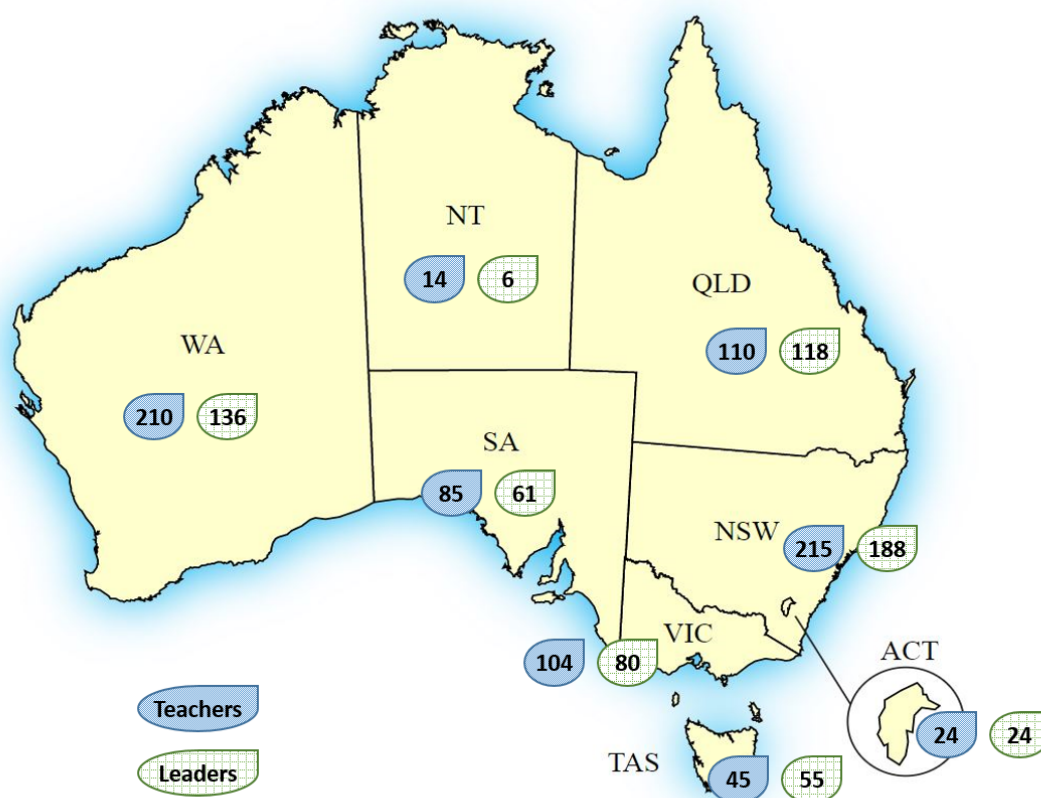 NT
14 6
QLD
110 118
WA
210 136
SA
85 61
NSW
215 188
VIC
104 80
ACT
24 24
TAS
45 55
Teachers
Leaders